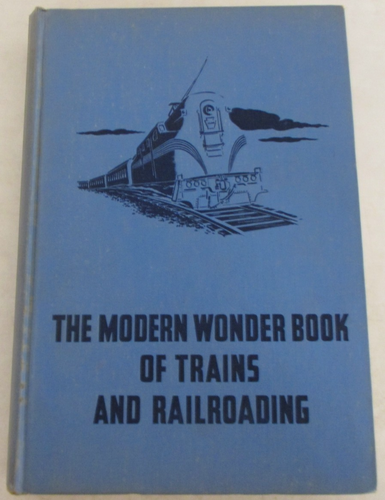 THE MODERN WONDER BOOK
OF TRAINS
AND RAILROADING